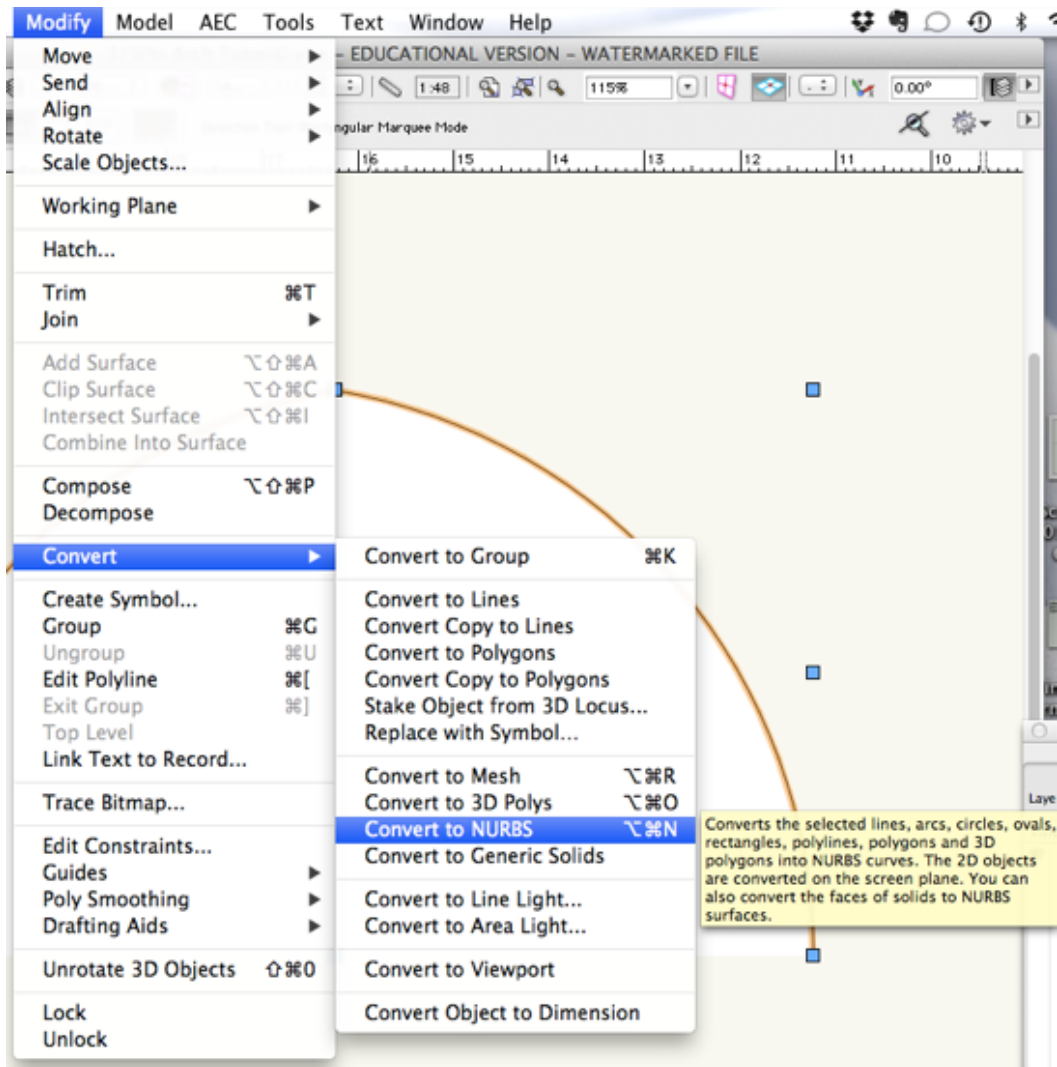 Modify Model AEC Tools Text Window Help
- EDUCATIONAL VERSION - WATERMARKED FILE
1:48 115% 0.00°
Rectangular Marquee Mode
16 15 14 13 12 11 10
Move
Send
Align
Rotate
Scale Objects...
Working Plane
Hatch...
Trim ⌘T
Join
Add Surface ⌥⇧⌘A
Clip Surface ⌥⇧⌘C
Intersect Surface ⌥⇧⌘I
Combine Into Surface
Compose ⌥⇧⌘P
Decompose
Convert
Create Symbol...
Group ⌘G
Ungroup ⌘U
Edit Polyline ⌘[
Exit Group ⌘]
Top Level
Link Text to Record...
Trace Bitmap...
Edit Constraints...
Guides
Poly Smoothing
Drafting Aids
Unrotate 3D Objects ⇧⌘0
Lock
Unlock
Convert to Group ⌘K
Convert to Lines
Convert Copy to Lines
Convert to Polygons
Convert Copy to Polygons
Stake Object from 3D Locus...
Replace with Symbol...
Convert to Mesh ⌥⌘R
Convert to 3D Polys ⌥⌘O
Convert to NURBS ⌥⌘N
Convert to Generic Solids
Convert to Line Light...
Convert to Area Light...
Convert to Viewport
Convert Object to Dimension
Converts the selected lines, arcs, circles, ovals,
rectangles, polylines, polygons and 3D
polygons into NURBS curves. The 2D objects
are converted on the screen plane. You can
also convert the faces of solids to NURBS
surfaces.
Laye